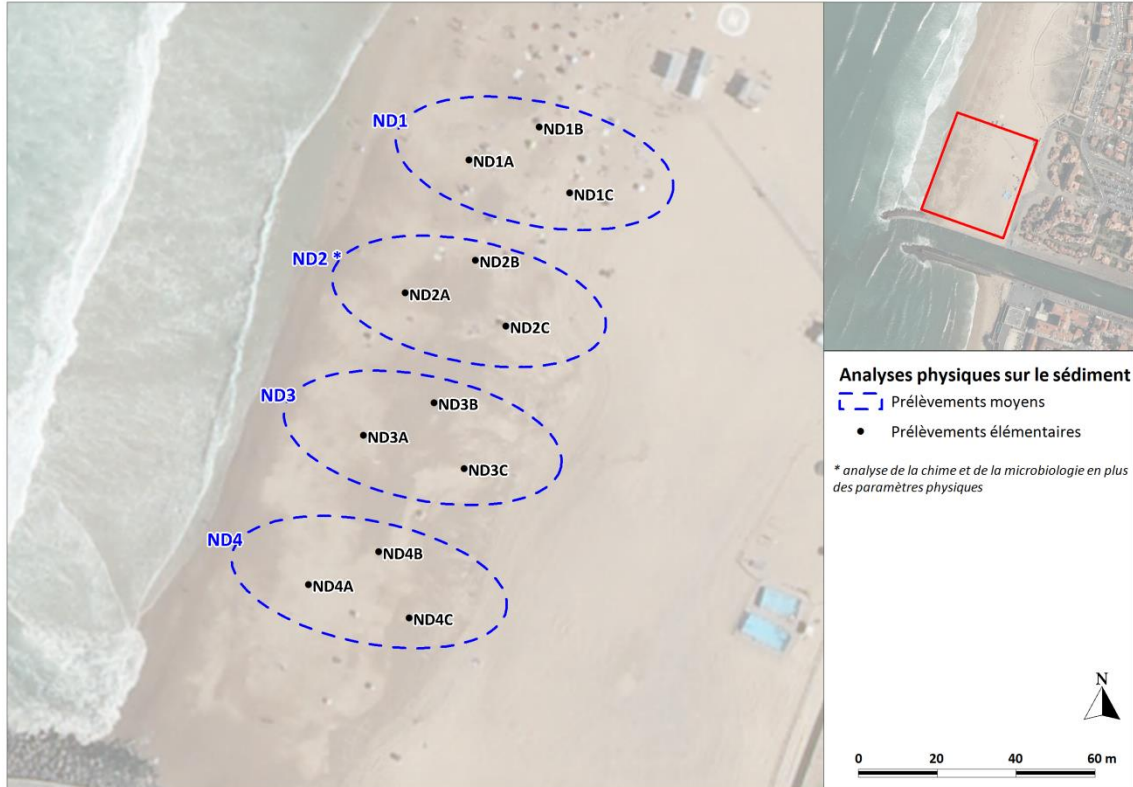 ND1
ND1B
ND1A
ND1C
ND2 *
ND2B
ND2A
ND2C
ND3
ND3B
ND3A
ND3C
ND4
ND4B
ND4A
ND4C
H
Analyses physiques sur le sédiment
Prélèvements moyens
Prélèvements élémentaires
* analyse de la chime et de la microbiologie en plus
des paramètres physiques
N
0 20 40 60 m